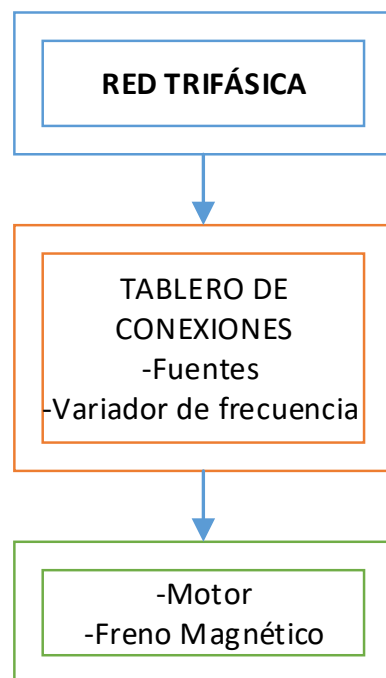 RED TRIFÁSICA
TABLERO DE
CONEXIONES
-Fuentes
-Variador de frecuencia
-Motor
-Freno Magnético